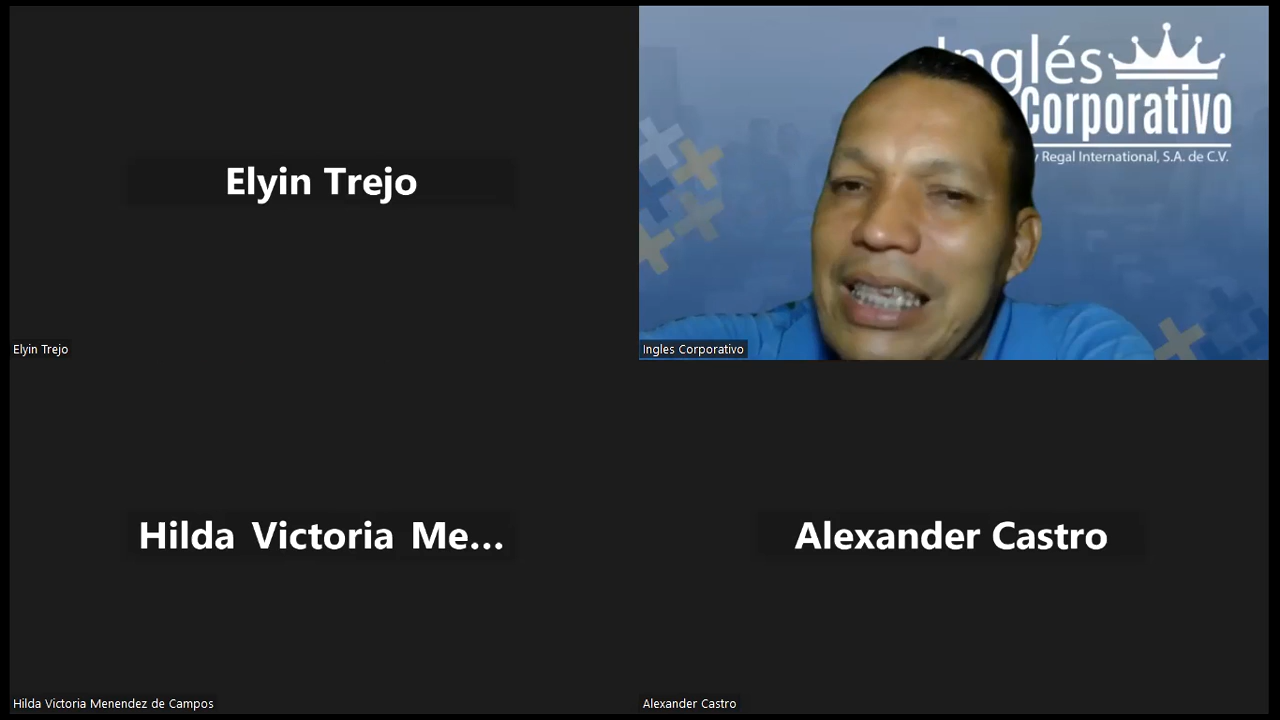 Elyin Trejo
Elyin Trejo
Inglés
Corporativo
y Regal International, S.A. de C.V.
Ingles Corporativo
Hilda Victoria Me...
Hilda Victoria Menendez de Campos
Alexander Castro
Alexander Castro